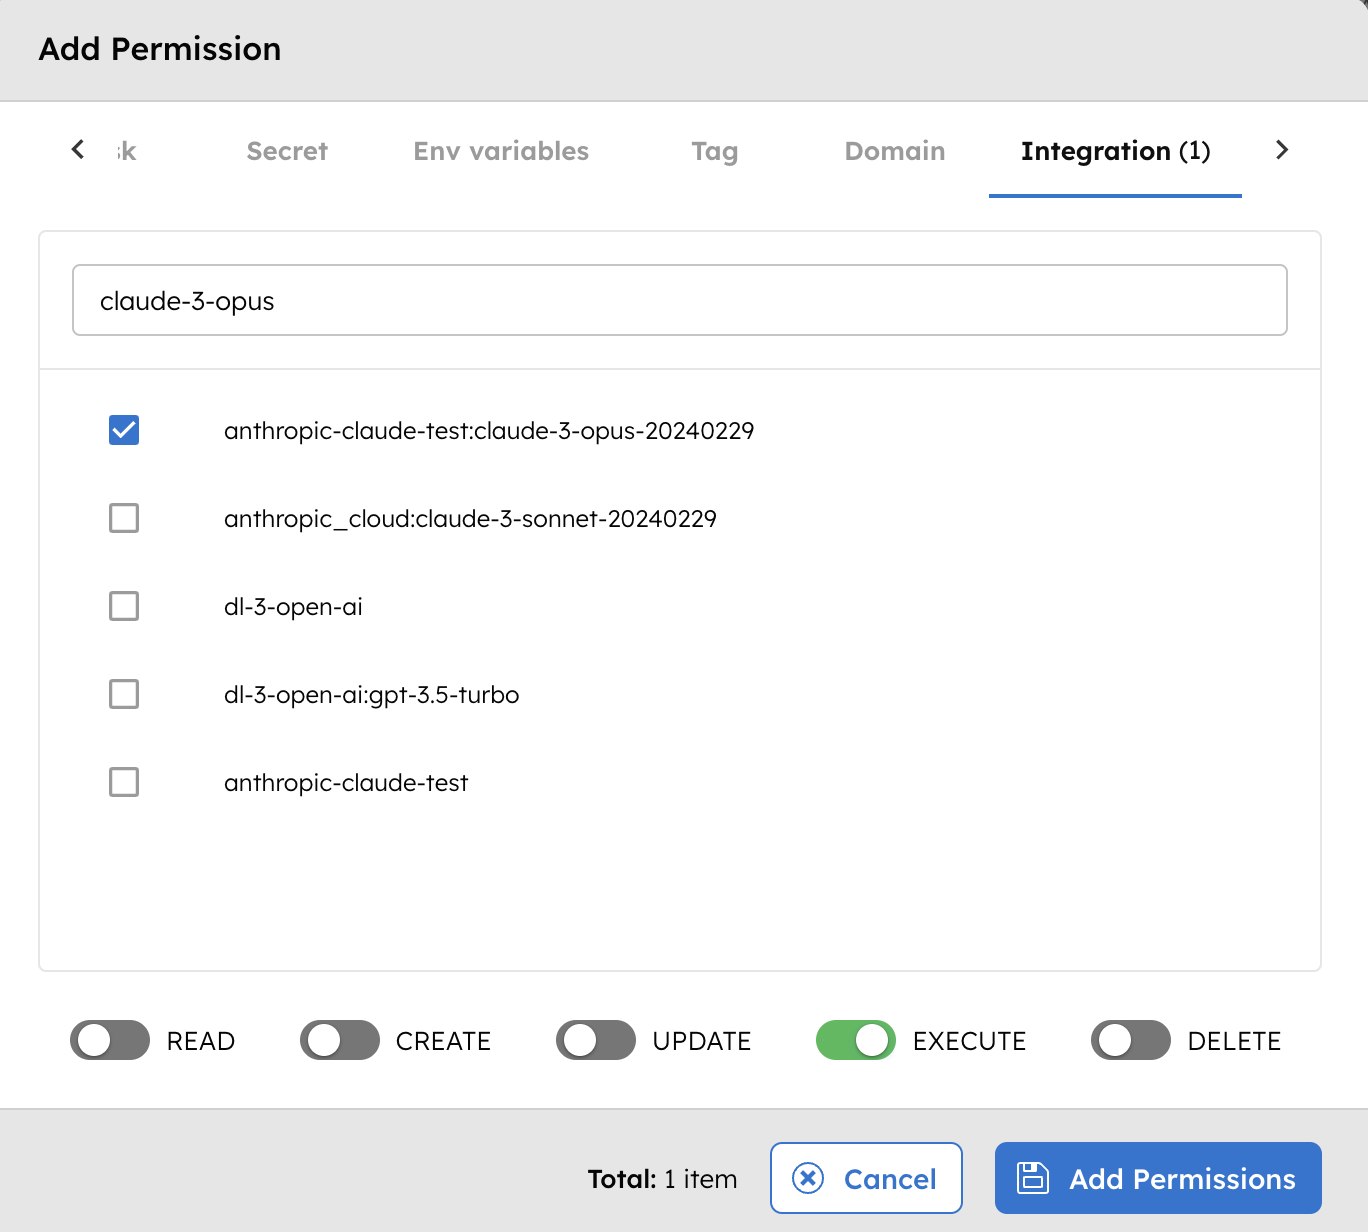 Add Permission
Secret Env variables Tag Domain Integration (1)
claude-3-opus
anthropic-claude-test:claude-3-opus-20240229
anthropic_cloud:claude-3-sonnet-20240229
dl-3-open-ai
dl-3-open-ai:gpt-3.5-turbo
anthropic-claude-test
READ CREATE UPDATE EXECUTE DELETE
Total: 1 item Cancel Add Permissions